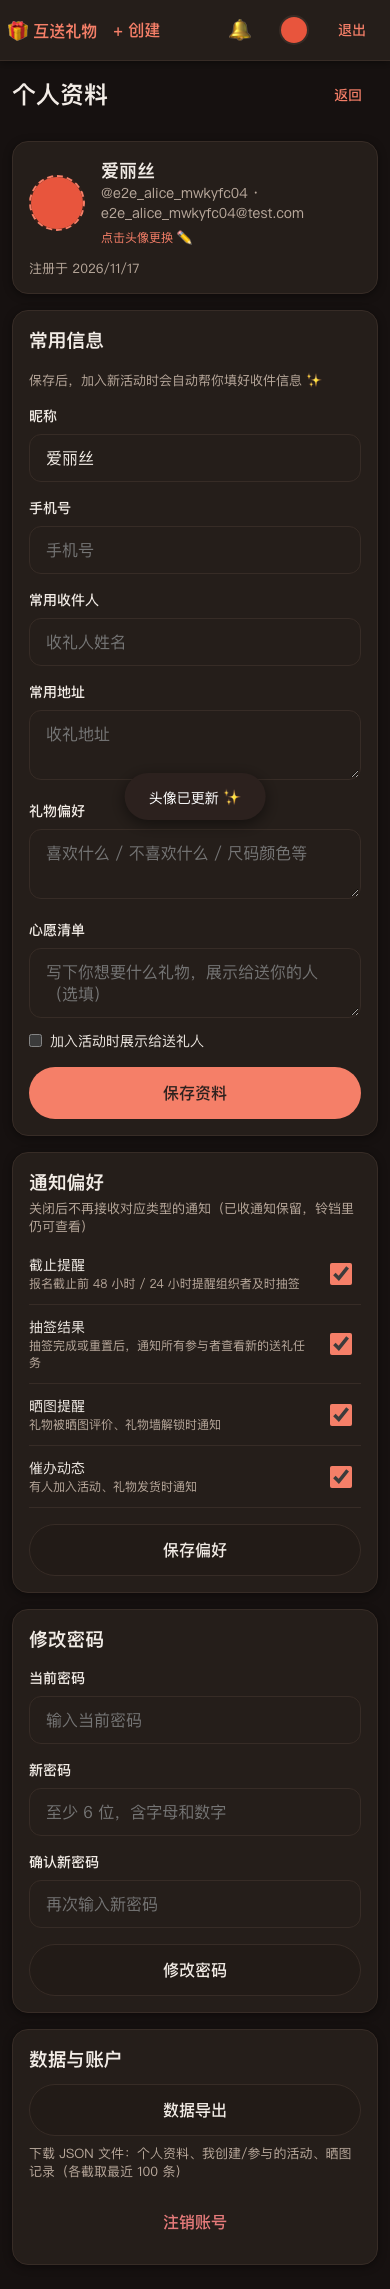 🎁 互送礼物 + 创建 🔔 退出
个人资料 返回
爱丽丝
@e2e_alice_mwkyfc04 ·
e2e_alice_mwkyfc04@test.com
点击头像更换 ✏️
注册于 2026/11/17
常用信息
保存后，加入新活动时会自动帮你填好收件信息 ✨
昵称
爱丽丝
手机号
手机号
常用收件人
收礼人姓名
常用地址
收礼地址
头像已更新 ✨
礼物偏好
喜欢什么 / 不喜欢什么 / 尺码颜色等
心愿清单
写下你想要什么礼物，展示给送你的人
（选填）
加入活动时展示给送礼人
保存资料
通知偏好
关闭后不再接收对应类型的通知（已收通知保留，铃铛里
仍可查看）
截止提醒
报名截止前 48 小时 / 24 小时提醒组织者及时抽签
抽签结果
抽签完成或重置后，通知所有参与者查看新的送礼任
务
晒图提醒
礼物被晒图评价、礼物墙解锁时通知
催办动态
有人加入活动、礼物发货时通知
保存偏好
修改密码
当前密码
输入当前密码
新密码
至少 6 位，含字母和数字
确认新密码
再次输入新密码
修改密码
数据与账户
数据导出
下载 JSON 文件：个人资料、我创建/参与的活动、晒图
记录（各截取最近 100 条）
注销账号